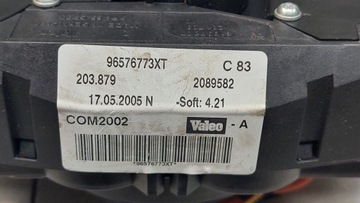 96576773XT C 83
203.879 2089582
17.05.2005 N -Soft: 4.21
COM2002 Valeo - A
*96576773XT*